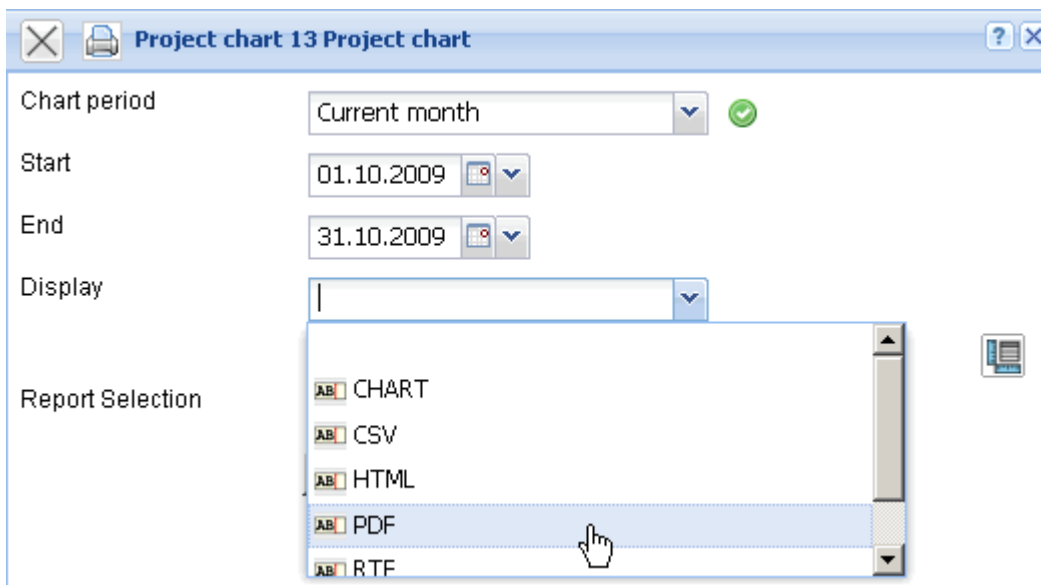 Project chart 13 Project chart
Chart period
Current month
Start
01.10.2009
End
31.10.2009
Display
Report Selection
CHART
CSV
HTML
PDF
RTF